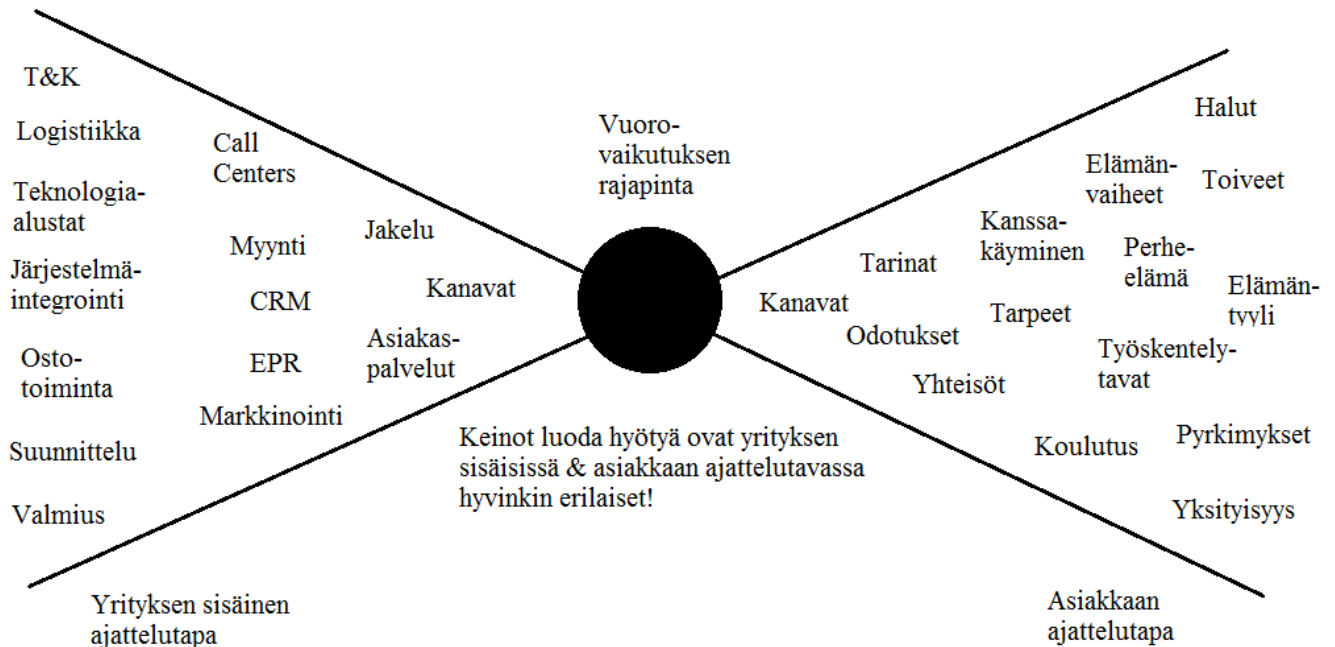 T&K
Logistiikka
Teknologia-
alustat
Järjestelmä-
integrointi
Osto-
toiminta
Suunnittelu
Valmius
Call
Centers
Myynti
CRM
EPR
Markkinointi
Jakelu
Kanavat
Asiakas-
palvelut
Vuoro-
vaikutuksen
rajapinta
Keinot luoda hyötyä ovat yrityksen
sisäisissä & asiakkaan ajattelutavassa
hyvinkin erilaiset!
Kanavat
Tarinat
Odotukset
Yhteisöt
Kanssa-
käyminen
Tarpeet
Elämän-
vaiheet
Perhe-
elämä
Työskentely-
tavat
Koulutus
Halut
Toiveet
Elämän-
tyyli
Pyrkimykset
Yksityisyys
Yrityksen sisäinen
ajattelutapa
Asiakkaan
ajattelutapa